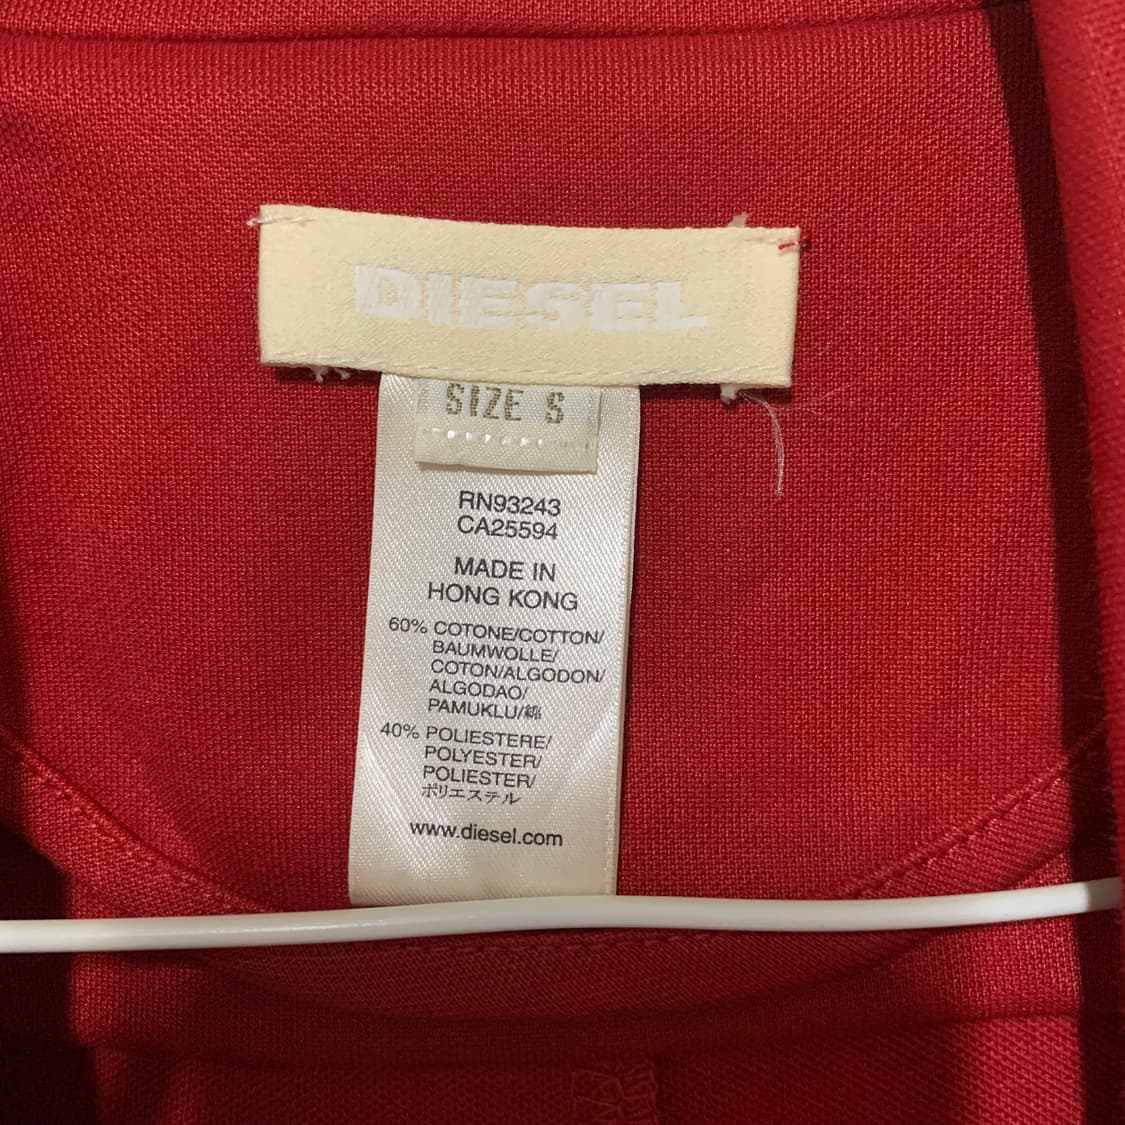 DIESEL
SIZE S
RN93243
CA25594
MADE IN
HONG KONG
60% COTONE/COTTON/
BAUMWOLLE/
COTON/ALGODON/
ALGODAO/
PAMUKLU/綿
40% POLIESTERE/
POLYESTER/
POLIESTER/
ポリエステル
www.diesel.com